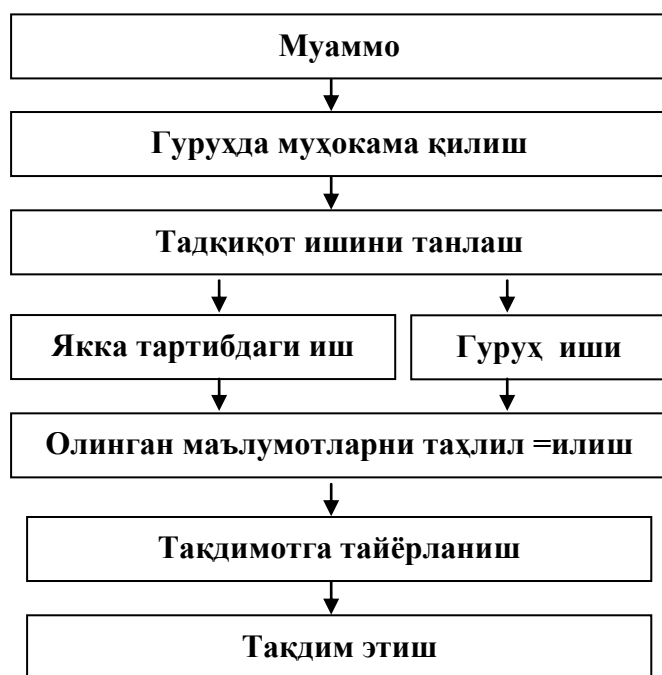 Муаммо
Гуруҳда муҳокама қилиш
Тадқиқот ишини танлаш
Якка тартибдаги иш
Гуруҳ иши
Олинган маълумотларни таҳлил =илиш
Тақдимотга тайёрланиш
Тақдим этиш